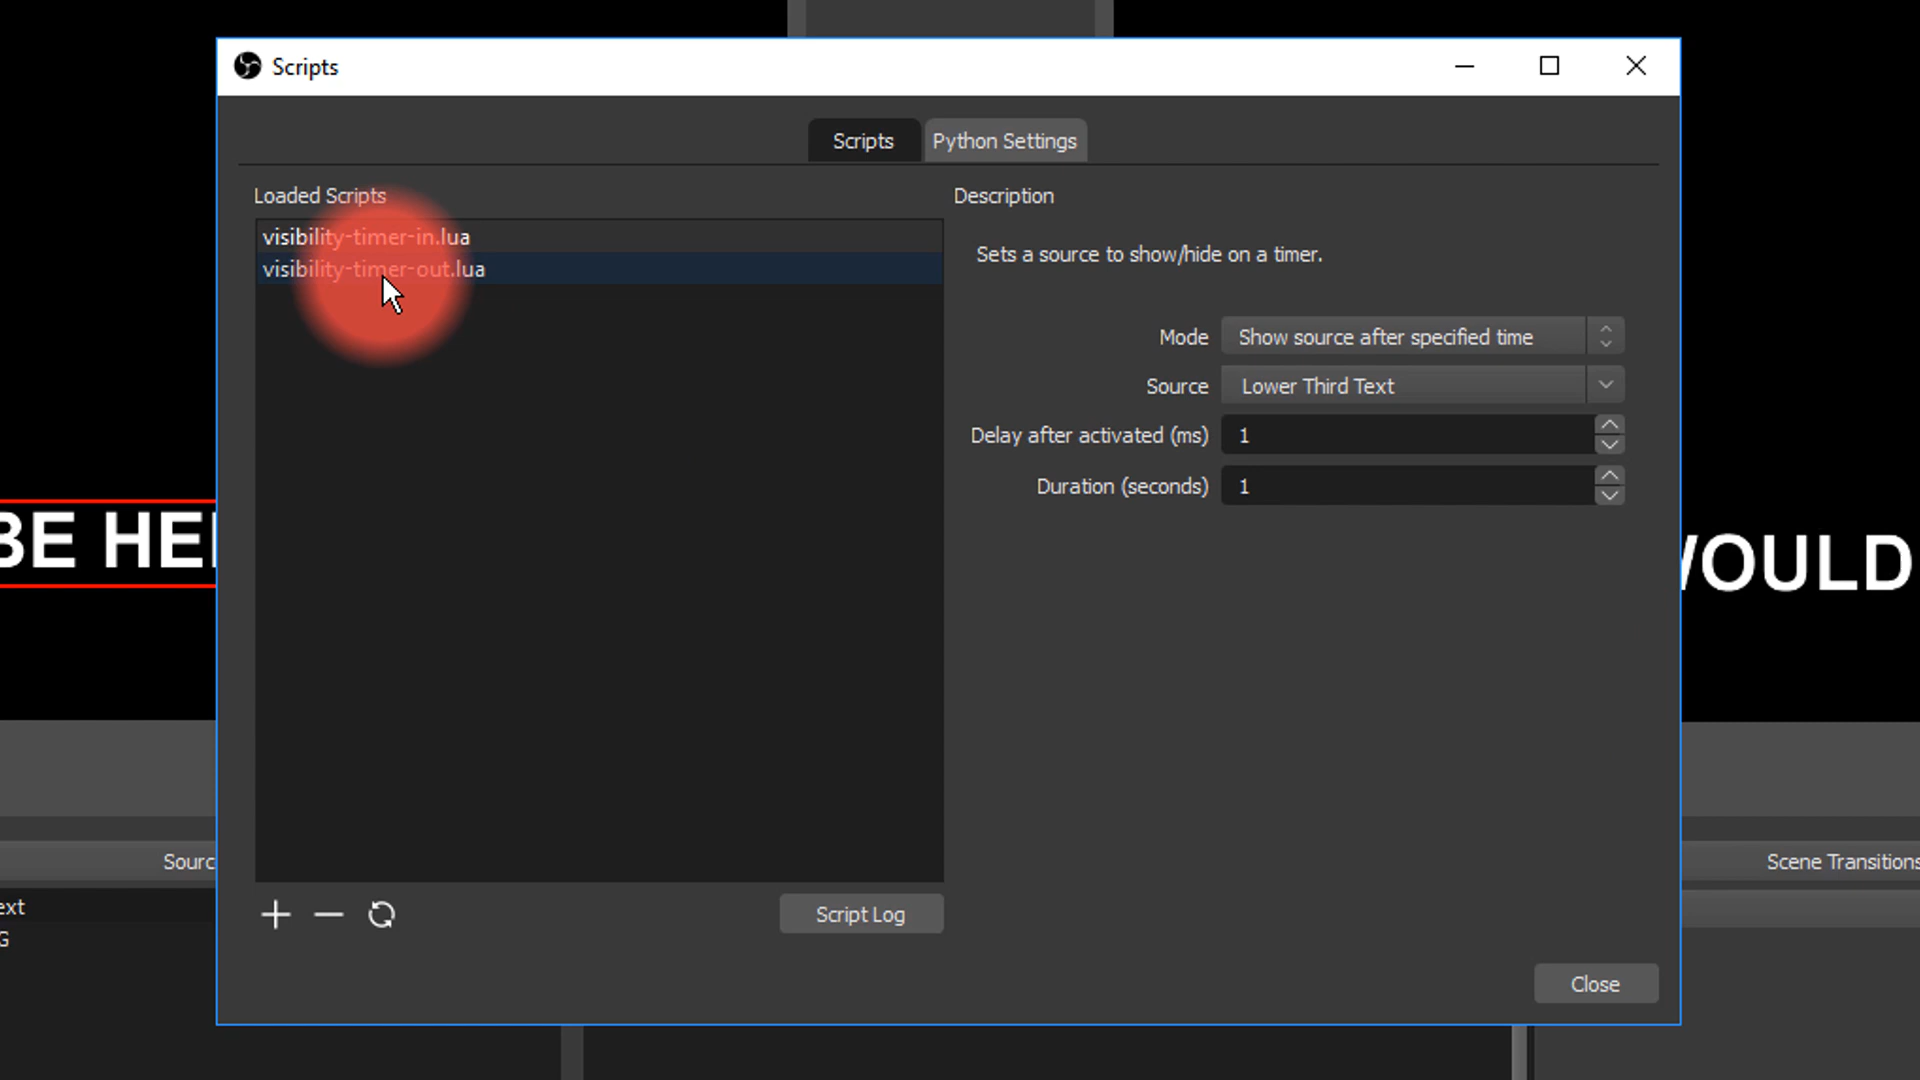 Scripts
Scripts
Python Settings
Loaded Scripts
Description
visibility-timer-in.lua
visibility-timer-out.lua
Sets a source to show/hide on a timer.
Mode
Show source after specified time
Source
Lower Third Text
Delay after activated (ms)
1
Duration (seconds)
1
BE HE
WOULD
Script Log
Close
Sourc
Scene Transitions
ext
G